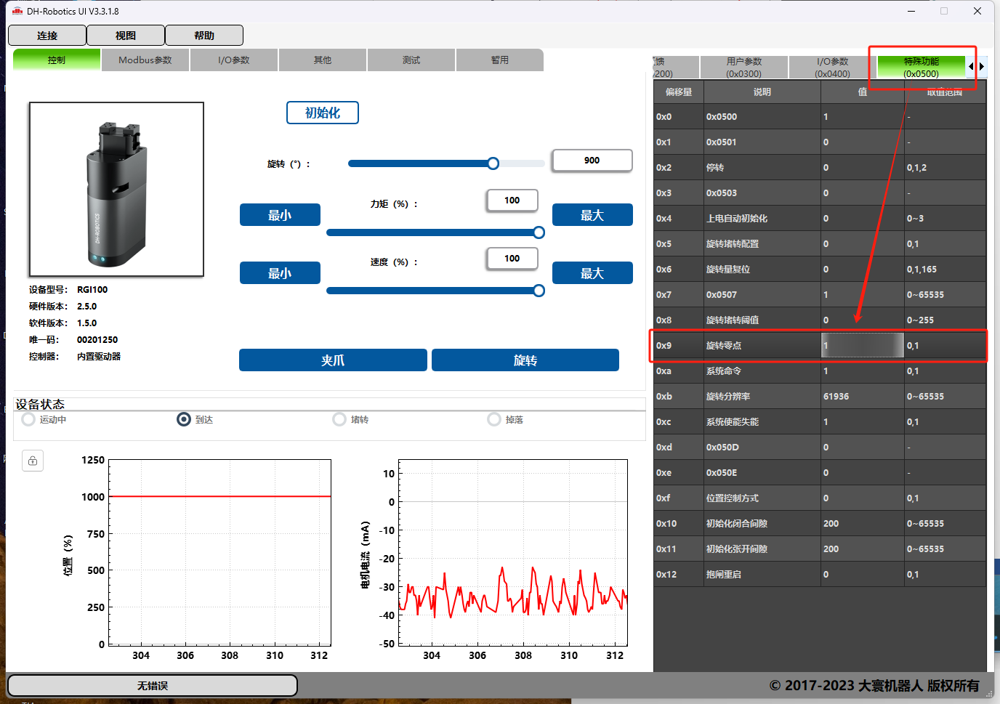 DH-Robotics UI V3.3.1.8
连接 视图 帮助
控制 Modbus参数 I/O参数 其他 测试 暂用
初始化
旋转（°）： 900
力矩（%）： 100
最小 最大
速度（%）： 100
最小 最大
设备型号： RGI100
硬件版本： 2.5.0
软件版本： 1.5.0
唯一码： 00201250
控制器： 内置驱动器
DH-ROBOTICS
夹爪 旋转
设备状态
运动中 到达 堵转 掉落
位置（%）
1250
1000
750
500
250
0
304 306 308 310 312
电机电流（mA）
10
0
-10
-20
-30
-40
-50
304 306 308 310 312
馈 用户参数 I/O参数 特殊功能
/200) (0x0300) (0x0400) (0x0500)
偏移量 说明 值 取值范围
0x0 0x0500 1 -
0x1 0x0501 0 -
0x2 停转 0 0,1,2
0x3 0x0503 0 -
0x4 上电自动初始化 0 0~3
0x5 旋转堵转配置 0 0,1
0x6 旋转量复位 0 0,1,165
0x7 0x0507 1 0~65535
0x8 旋转堵转阈值 0 0~255
0x9 旋转零点 1 0,1
0xa 系统命令 1 0,1
0xb 旋转分辨率 61936 0~65535
0xc 系统使能失能 1 0,1
0xd 0x050D 0 -
0xe 0x050E 0 -
0xf 位置控制方式 0 0,1
0x10 初始化闭合间隙 200 0~65535
0x11 初始化张开间隙 200 0~65535
0x12 抱闸重启 0 0,1
无错误
© 2017-2023 大寰机器人 版权所有